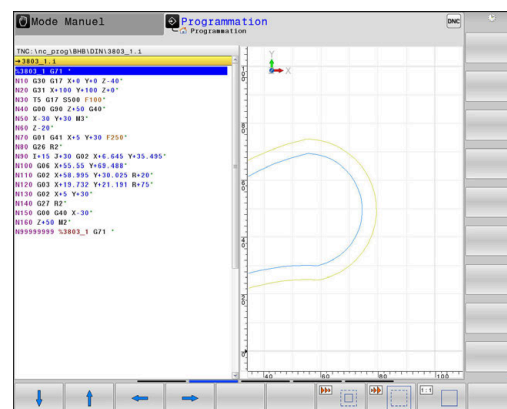 Mode Manuel
Programmation
Programmation
DNC
TNC:\nc_prog\BHB\DIN\3803_1.i
→3803_1.i
%3803_1 G71 *
N10 G30 G17 X+0 Y+0 Z-40*
N20 G31 X+100 Y+100 Z+0*
N30 T5 G17 S500 F100*
N40 G00 G90 Z+50 G40*
N50 X-30 Y+30 M3*
N60 Z-20*
N70 G01 G41 X+5 Y+30 F250*
N80 G26 R2*
N90 I+15 J+30 G02 X+6.645 Y+35.495*
N100 G06 X+55.55 Y+69.488*
N110 G02 X+58.995 Y+30.025 R+20*
N120 G03 X+19.732 Y+21.191 R+75*
N130 G02 X+5 Y+30*
N140 G27 R2*
N150 G00 G40 X-30*
N160 Z+50 M2*
N99999999 %3803_1 G71 *
Y
X
40
60
80
100
1:1